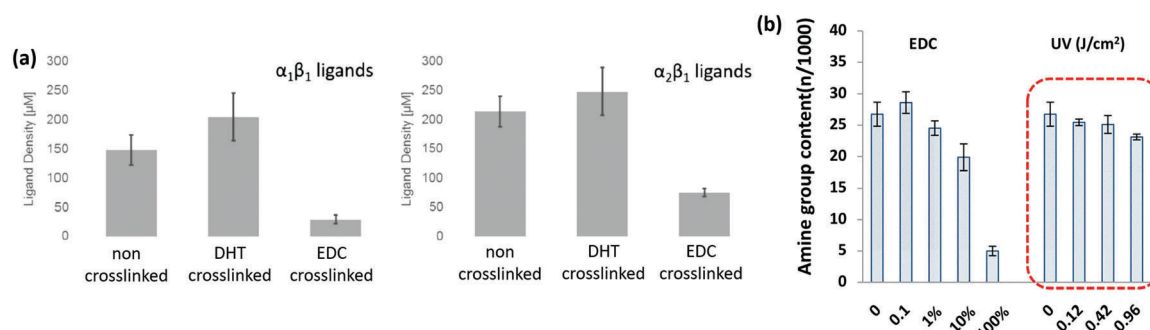 (a)
300
250
200
150
100
50
0
Ligand Density [µM]
α₁β₁ ligands
non
crosslinked
DHT
crosslinked
EDC
crosslinked
300
250
200
150
100
50
0
Ligand Density [µM]
α₂β₁ ligands
non
crosslinked
DHT
crosslinked
EDC
crosslinked
(b)
Amine group content(n/1000)
40
35
30
25
20
15
10
5
0
EDC
UV (J/cm²)
0
0.1
1%
10%
100%
0
0.12
0.42
0.96